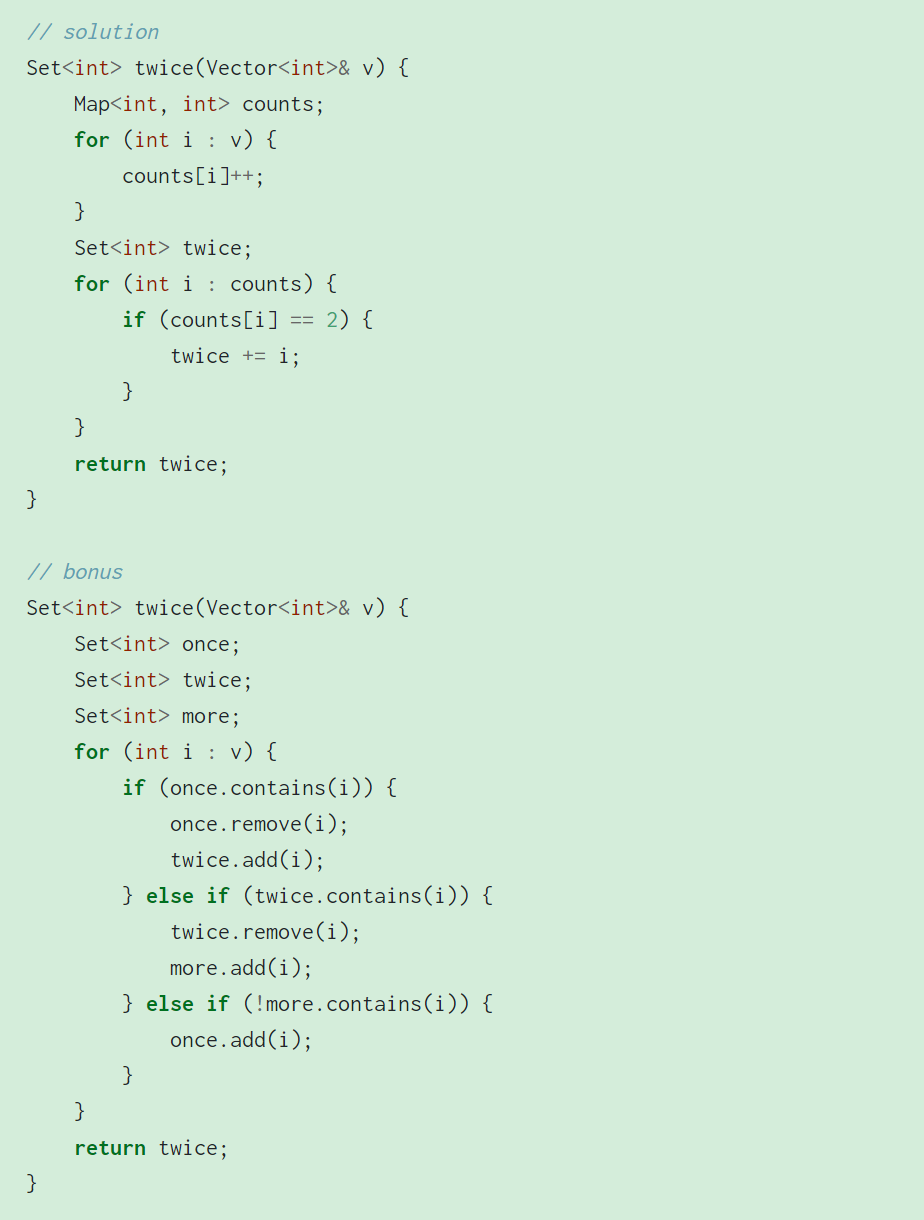 // solution
Set<int> twice(Vector<int>& v) {
    Map<int, int> counts;
    for (int i : v) {
        counts[i]++;
    }
    Set<int> twice;
    for (int i : counts) {
        if (counts[i] == 2) {
            twice += i;
        }
    }
    return twice;
}

// bonus
Set<int> twice(Vector<int>& v) {
    Set<int> once;
    Set<int> twice;
    Set<int> more;
    for (int i : v) {
        if (once.contains(i)) {
            once.remove(i);
            twice.add(i);
        } else if (twice.contains(i)) {
            twice.remove(i);
            more.add(i);
        } else if (!more.contains(i)) {
            once.add(i);
        }
    }
    return twice;
}